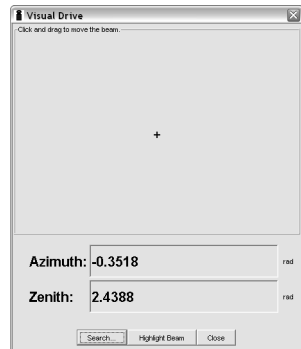 Visual Drive
Click and drag to move the beam.
Azimuth: -0.3518 rad
Zenith: 2.4388 rad
Search... Highlight Beam Close